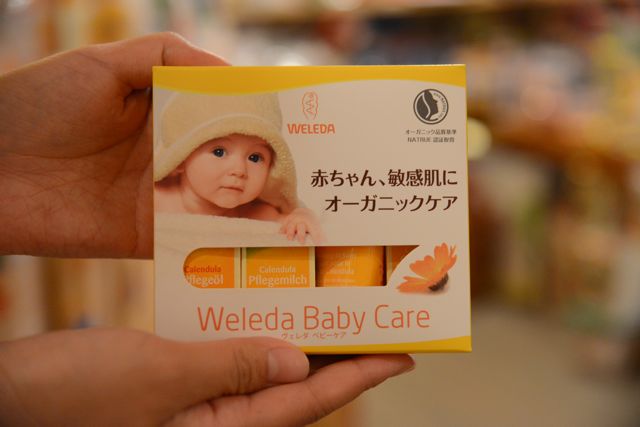 WELEDA
オーガニック品質基準
NATRUE 認証取得
赤ちゃん、敏感肌に
オーガニックケア
Calendula
Pflegeöl
Calendula
Pflegemilch
Calendula
Weleda Baby Care
ヴェレダ ベビーケア